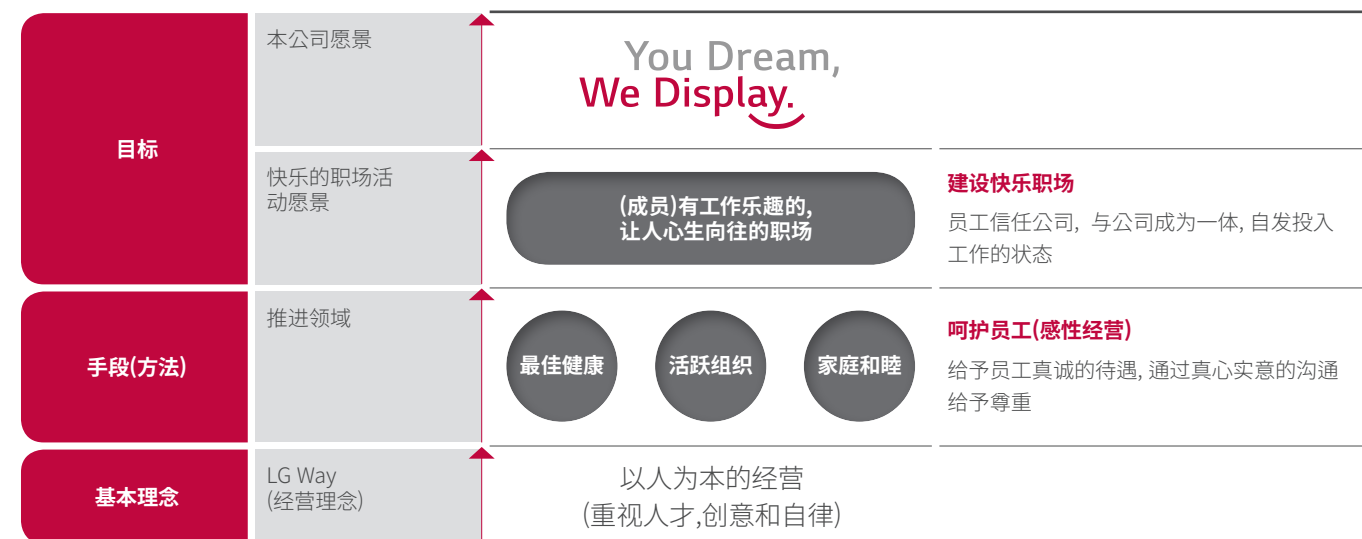 目标
本公司愿景
You Dream,
We Display.
快乐的职场活
动愿景
(成员)有工作乐趣的,
让人心生向往的职场
建设快乐职场
员工信任公司, 与公司成为一体, 自发投入
工作的状态
手段(方法)
推进领域
最佳健康
活跃组织
家庭和睦
呵护员工(感性经营)
给予员工真诚的待遇, 通过真心实意的沟通
给予尊重
基本理念
LG Way
(经营理念)
以人为本的经营
(重视人才,创意和自律)